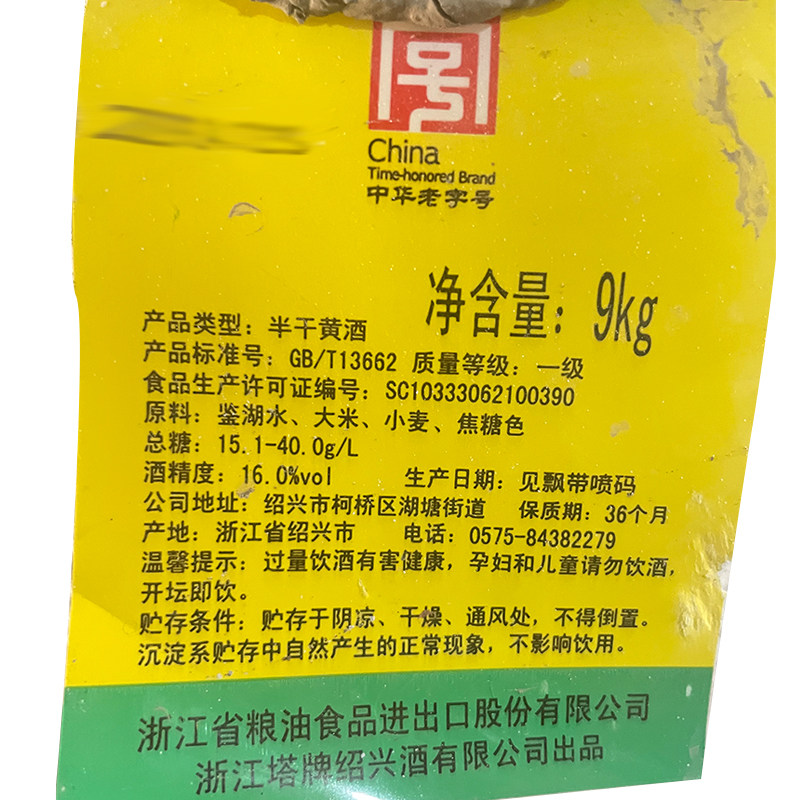 号
China
Time-honored Brand
中华老字号
净含量：9kg
产品类型：半干黄酒
产品标准号：GB/T13662 质量等级：一级
食品生产许可证编号：SC10333062100390
原料：鉴湖水、大米、小麦、焦糖色
总糖：15.1-40.0g/L
酒精度：16.0%vol 生产日期：见飘带喷码
公司地址：绍兴市柯桥区湖塘街道 保质期：36个月
产地：浙江省绍兴市 电话：0575-84382279
温馨提示：过量饮酒有害健康，孕妇和儿童请勿饮酒，
开坛即饮。
贮存条件：贮存于阴凉、干燥、通风处，不得倒置。
沉淀系贮存中自然产生的正常现象，不影响饮用。
浙江省粮油食品进出口股份有限公司
浙江塔牌绍兴酒有限公司出品